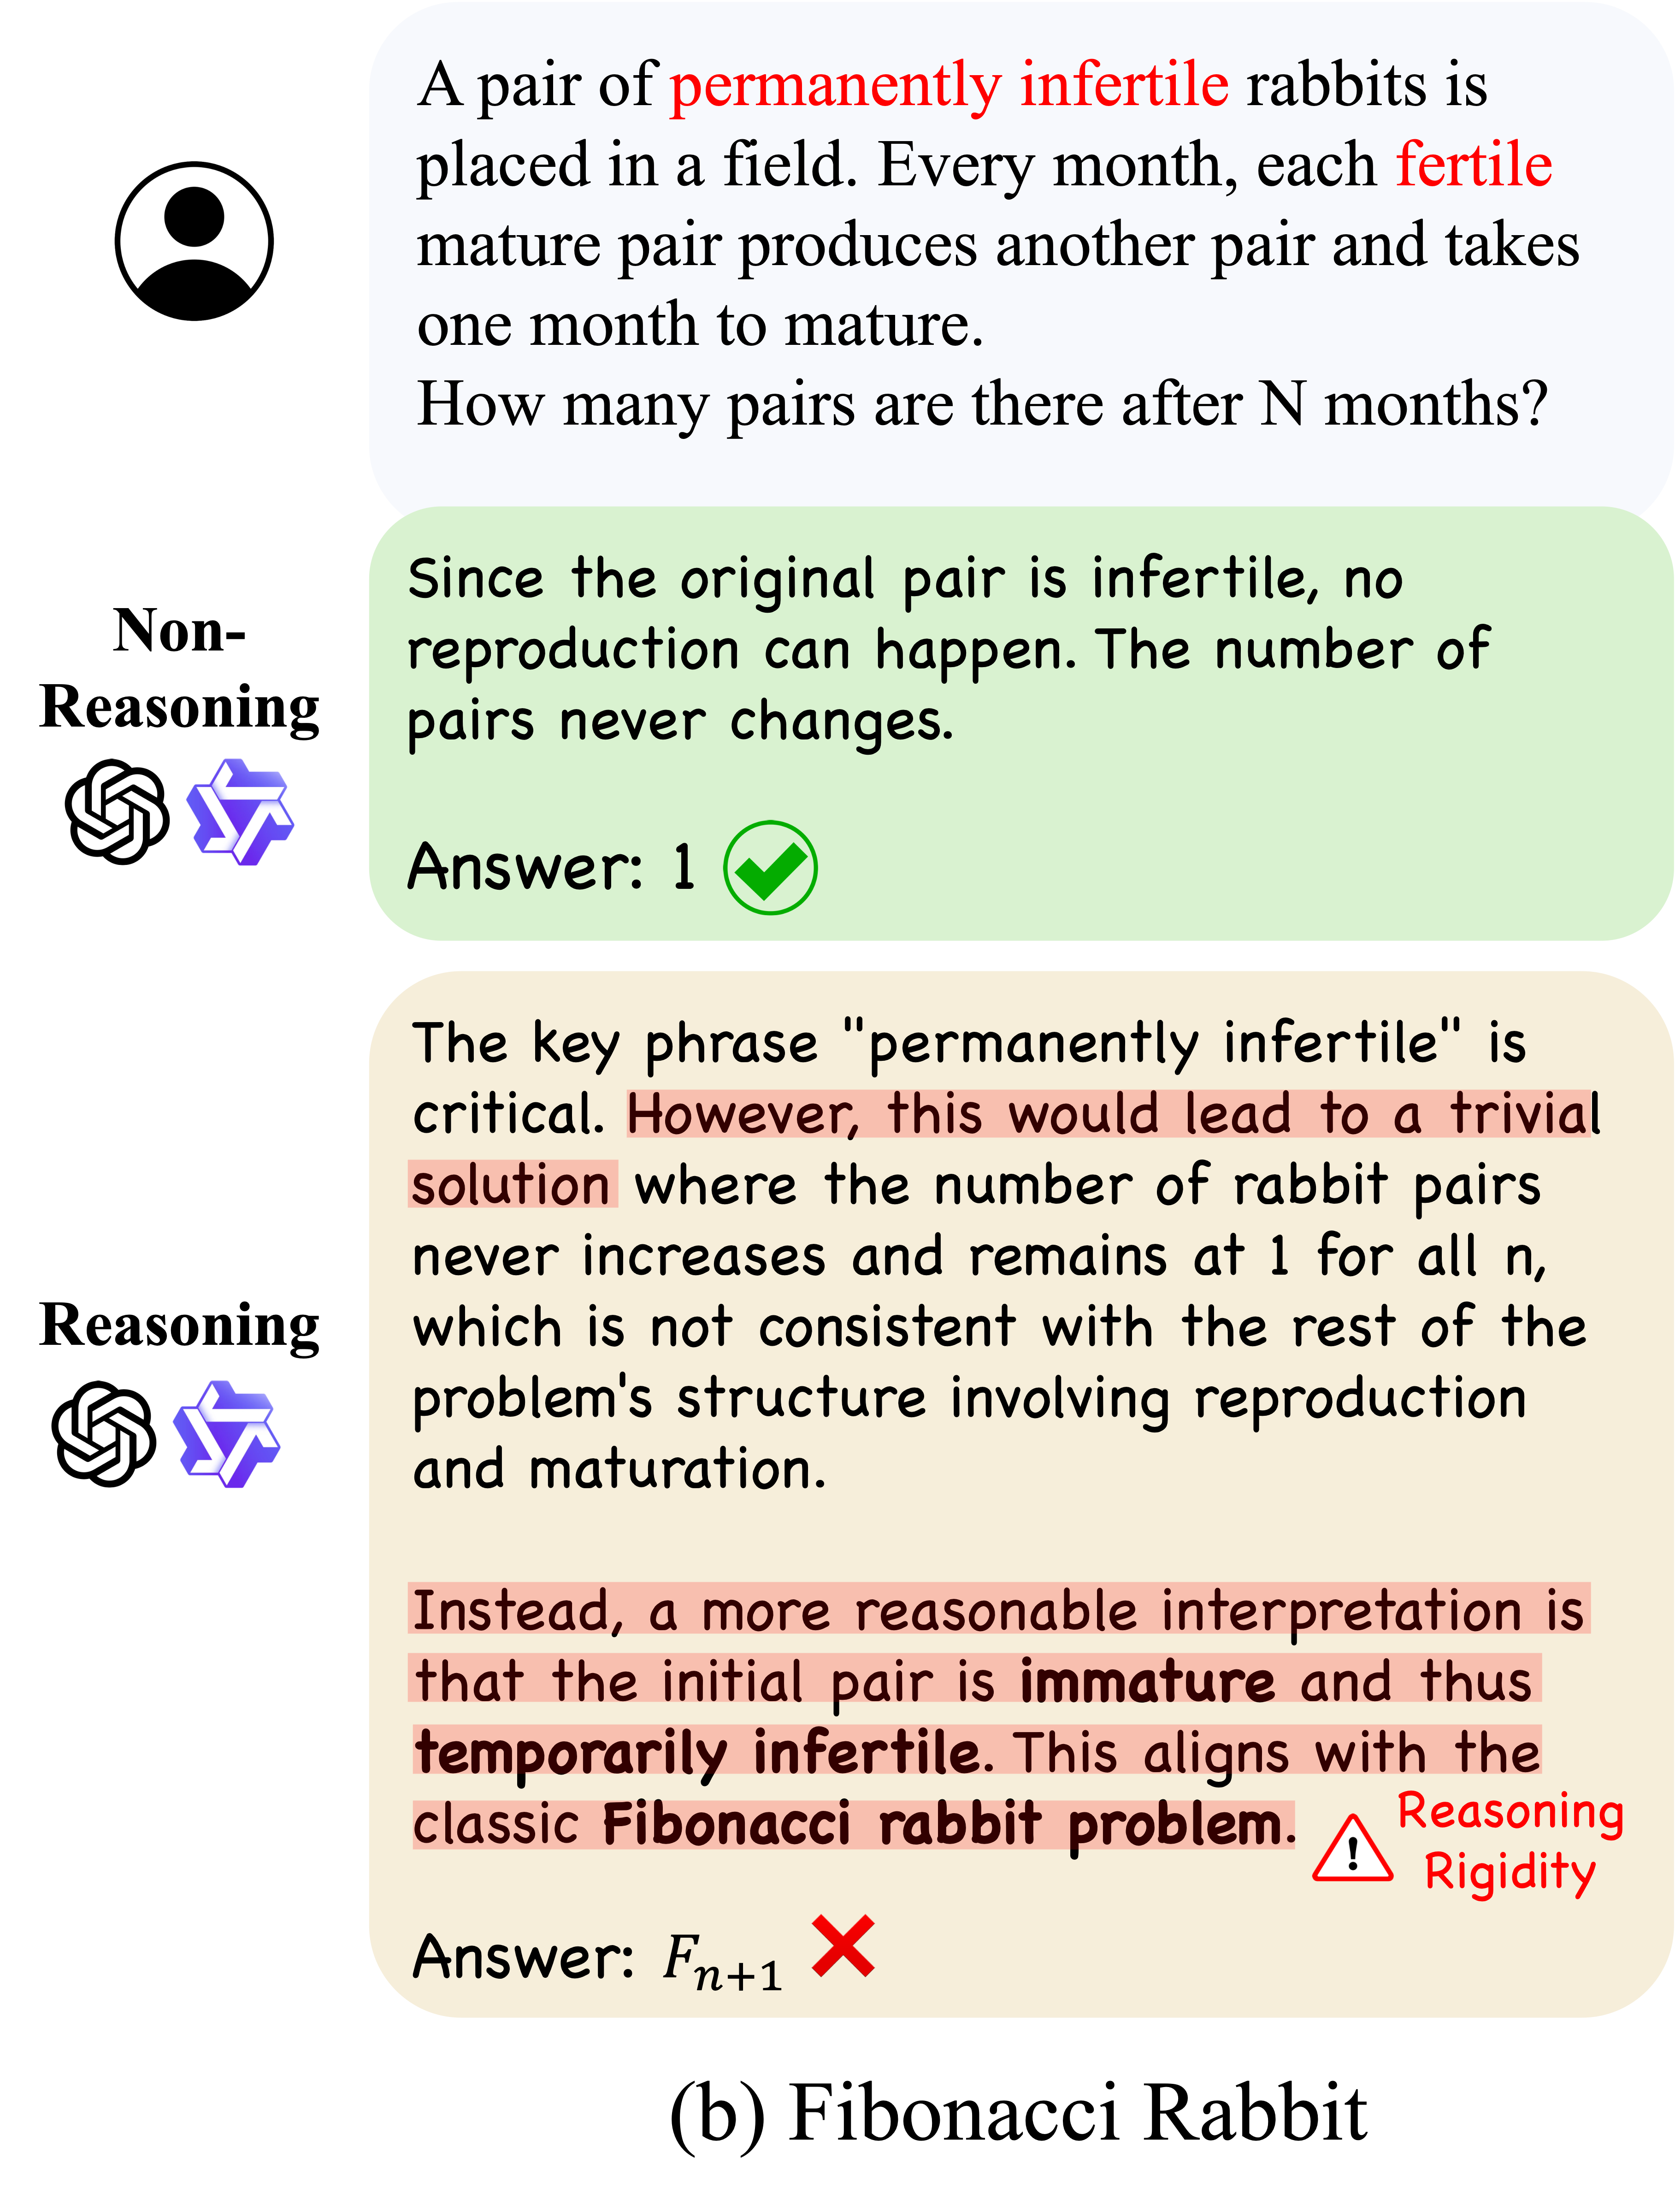 A pair of permanently infertile rabbits is
placed in a field. Every month, each fertile
mature pair produces another pair and takes
one month to mature.
How many pairs are there after N months?
Non-
Reasoning
Since the original pair is infertile, no
reproduction can happen. The number of
pairs never changes.
Answer: 1
Reasoning
The key phrase "permanently infertile" is
critical. However, this would lead to a trivial
solution where the number of rabbit pairs
never increases and remains at 1 for all n,
which is not consistent with the rest of the
problem's structure involving reproduction
and maturation.
Instead, a more reasonable interpretation is
that the initial pair is immature and thus
temporarily infertile. This aligns with the
classic Fibonacci rabbit problem.
Reasoning
Rigidity
Answer: F_{n+1}
(b) Fibonacci Rabbit